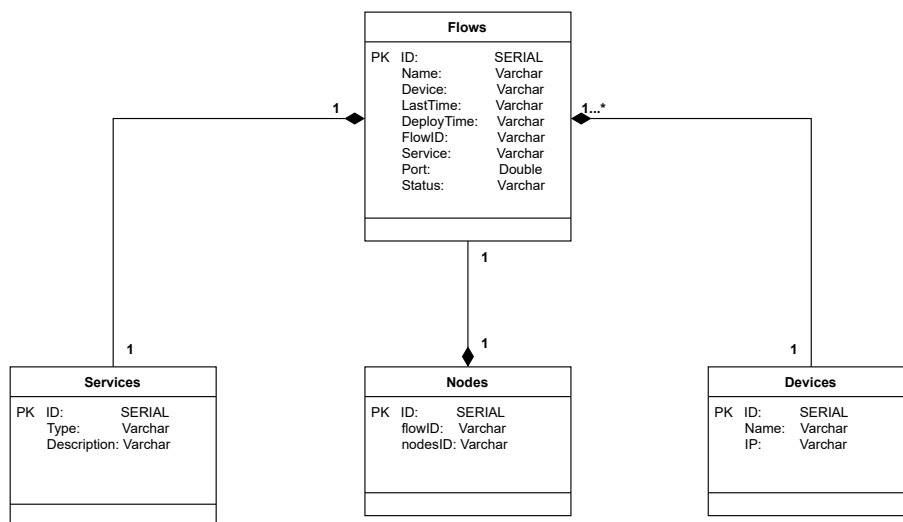 Flows
PK ID: SERIAL
Name: Varchar
Device: Varchar
LastTime: Varchar
DeployTime: Varchar
FlowID: Varchar
Service: Varchar
Port: Double
Status: Varchar
1
1...*
1
1
1
1
Services
PK ID: SERIAL
Type: Varchar
Description: Varchar
Nodes
PK ID: SERIAL
flowID: Varchar
nodesID: Varchar
Devices
PK ID: SERIAL
Name: Varchar
IP: Varchar